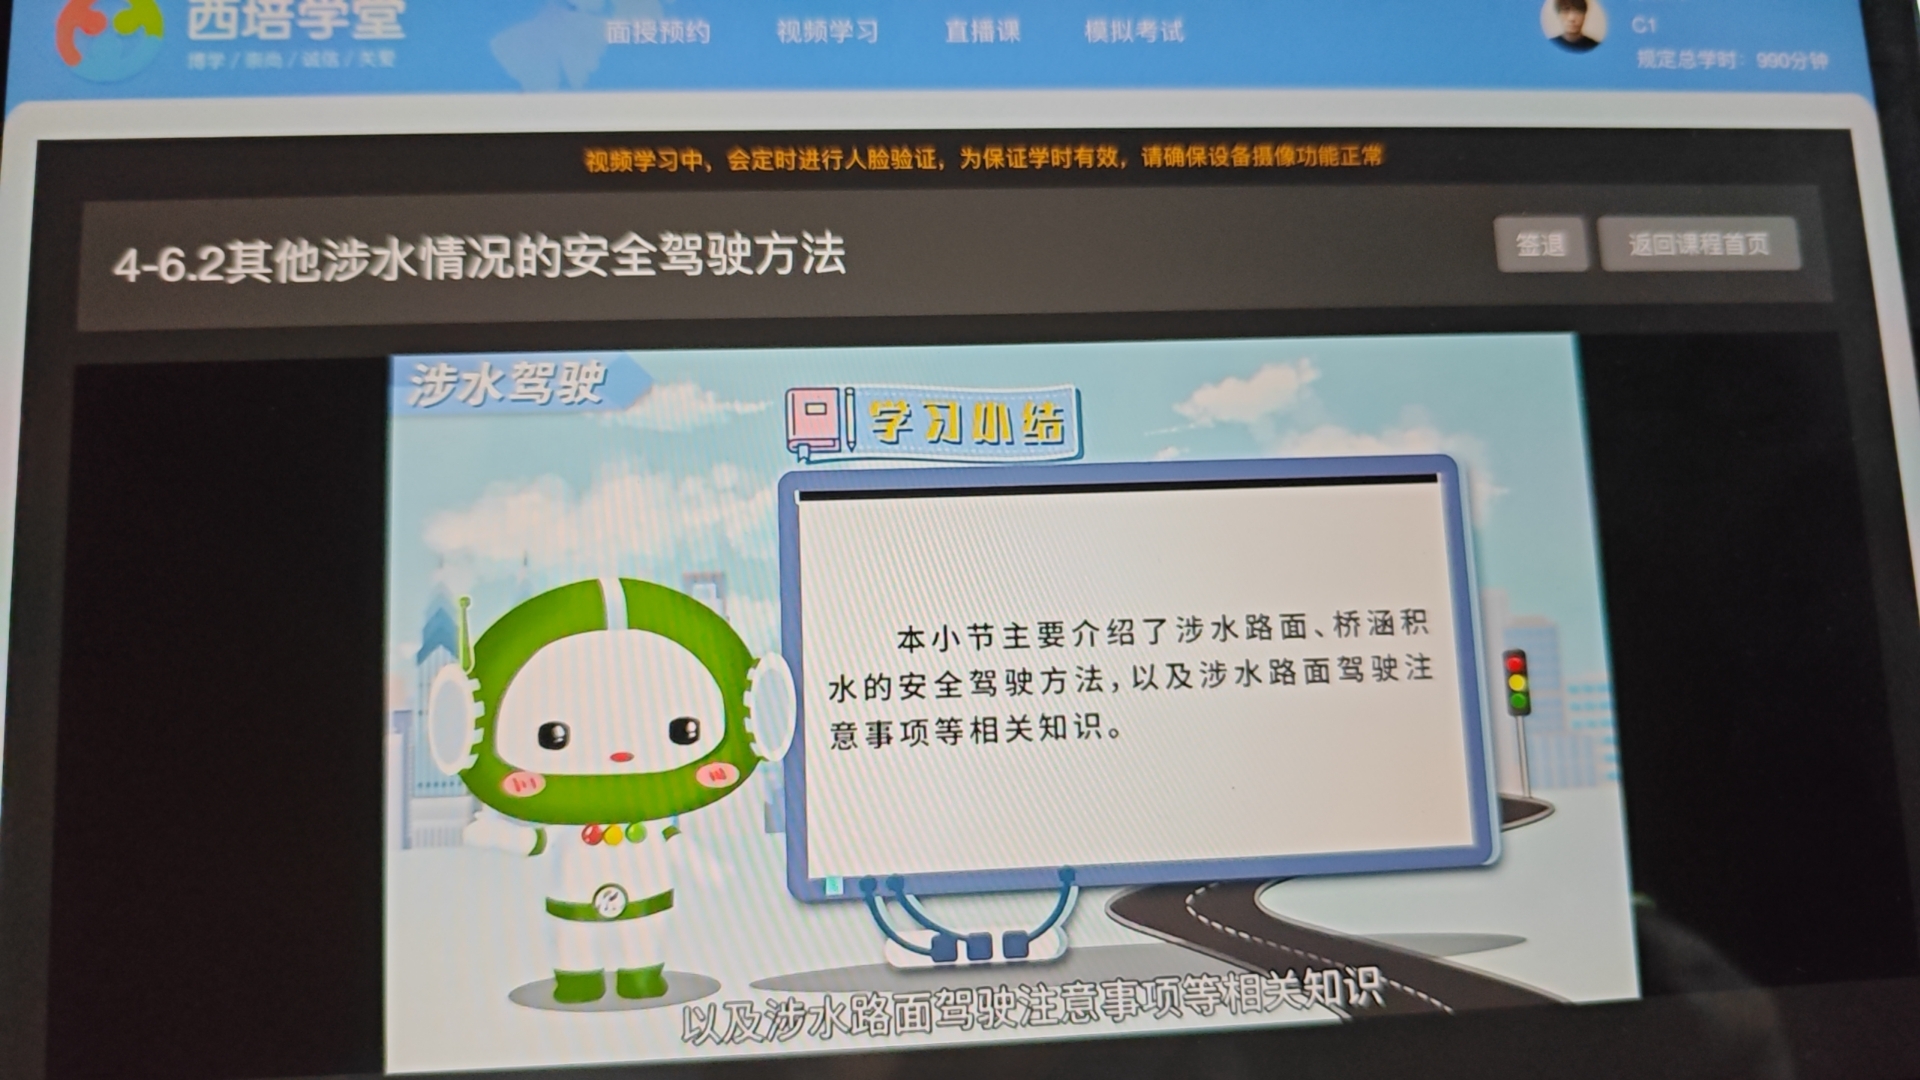 西培学堂
博学/崇尚/诚信/关爱
面授预约
视频学习
直播课
模拟考试
C1
规定总学时：990分钟
视频学习中，会定时进行人脸验证，为保证学时有效，请确保设备摄像功能正常
4-6.2其他涉水情况的安全驾驶方法
签退
返回课程首页
涉水驾驶
学习小结
本小节主要介绍了涉水路面、桥涵积
水的安全驾驶方法，以及涉水路面驾驶注
意事项等相关知识。
以及涉水路面驾驶注意事项等相关知识